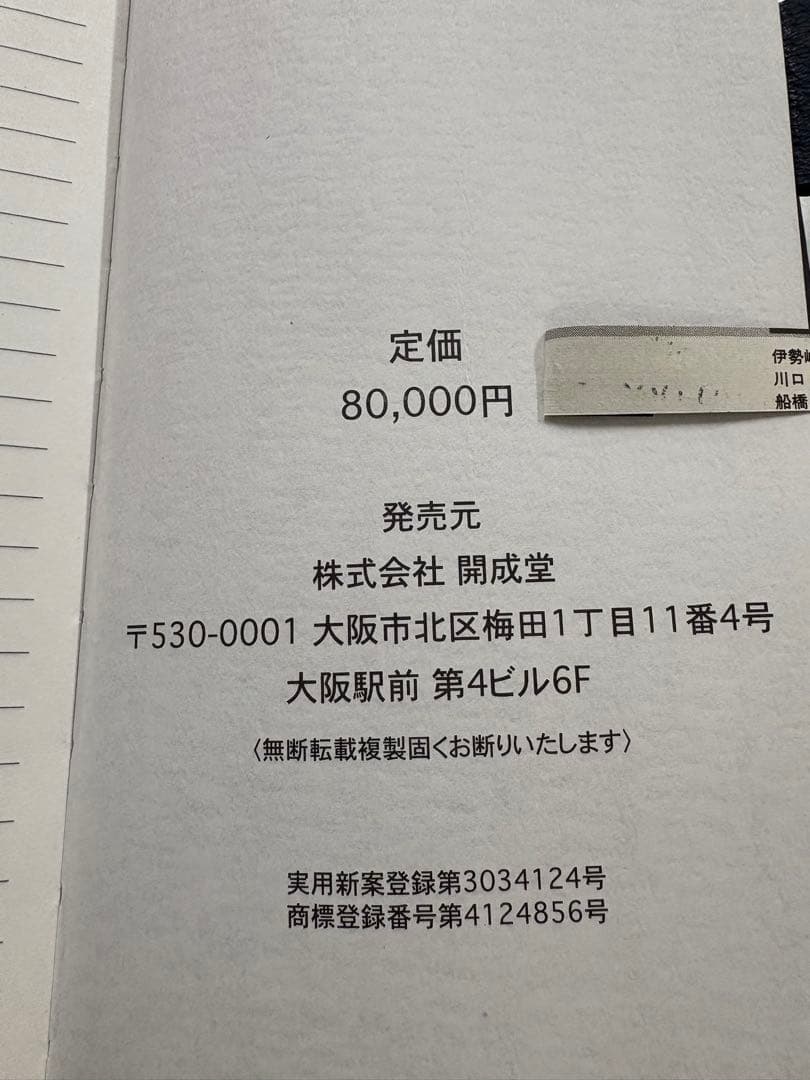 定価
80,000円
伊勢崎
川口
船橋
発売元
株式会社 開成堂
〒530-0001 大阪市北区梅田1丁目11番4号
大阪駅前 第4ビル6F
〈無断転載複製固くお断りいたします〉
実用新案登録第3034124号
商標登録番号第4124856号